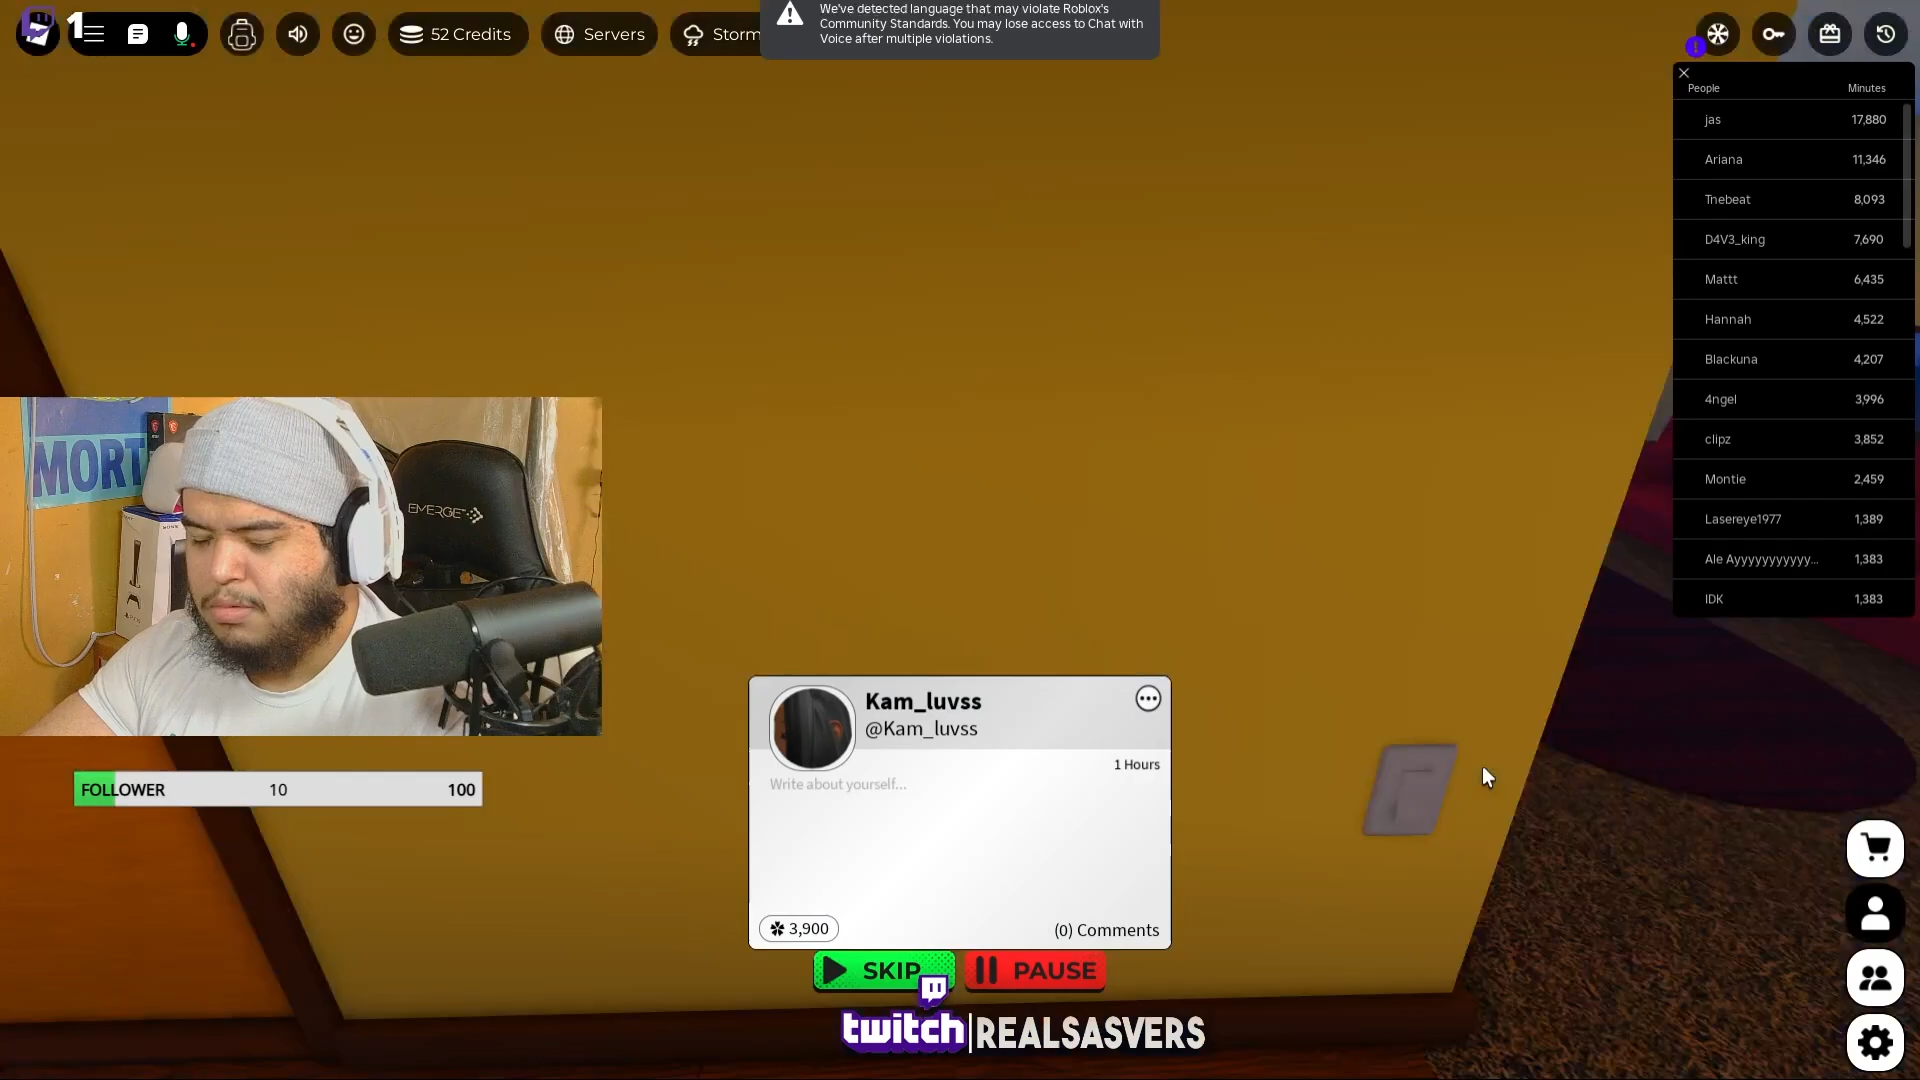 1
52 Credits
Servers
Storm
We've detected language that may violate Roblox's
Community Standards. You may lose access to Chat with
Voice after multiple violations.
People Minutes
jas 17,880
Ariana 11,346
Tnebeat 8,093
D4V3_king 7,690
Mattt 6,435
Hannah 4,522
Blackuna 4,207
4ngel 3,996
clipz 3,852
Montie 2,459
Lasereye1977 1,389
Ale Ayyyyyyyyyyy... 1,383
IDK 1,383
MORT
EMERGE
FOLLOWER 10 100
Kam_luvss
@Kam_luvss
1 Hours
Write about yourself...
3,900
(0) Comments
SKIP
PAUSE
twitch|REALSASVERS